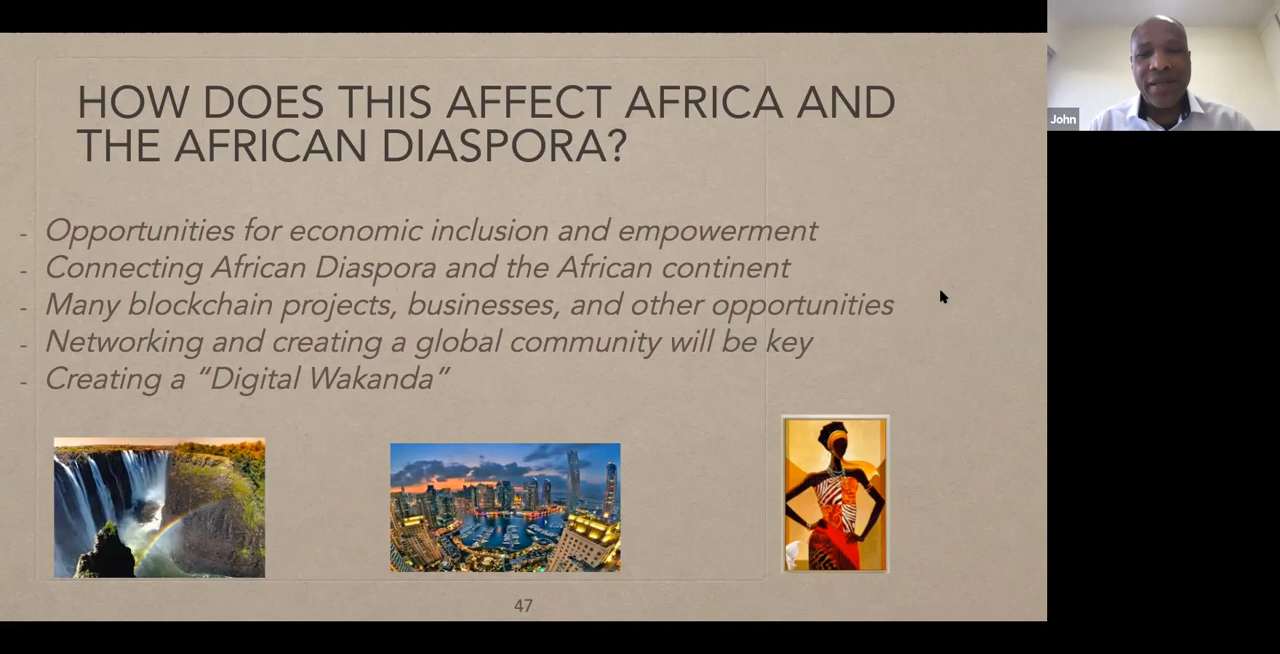 HOW DOES THIS AFFECT AFRICA AND
THE AFRICAN DIASPORA?
- Opportunities for economic inclusion and empowerment
- Connecting African Diaspora and the African continent
- Many blockchain projects, businesses, and other opportunities
- Networking and creating a global community will be key
- Creating a “Digital Wakanda”
47
John